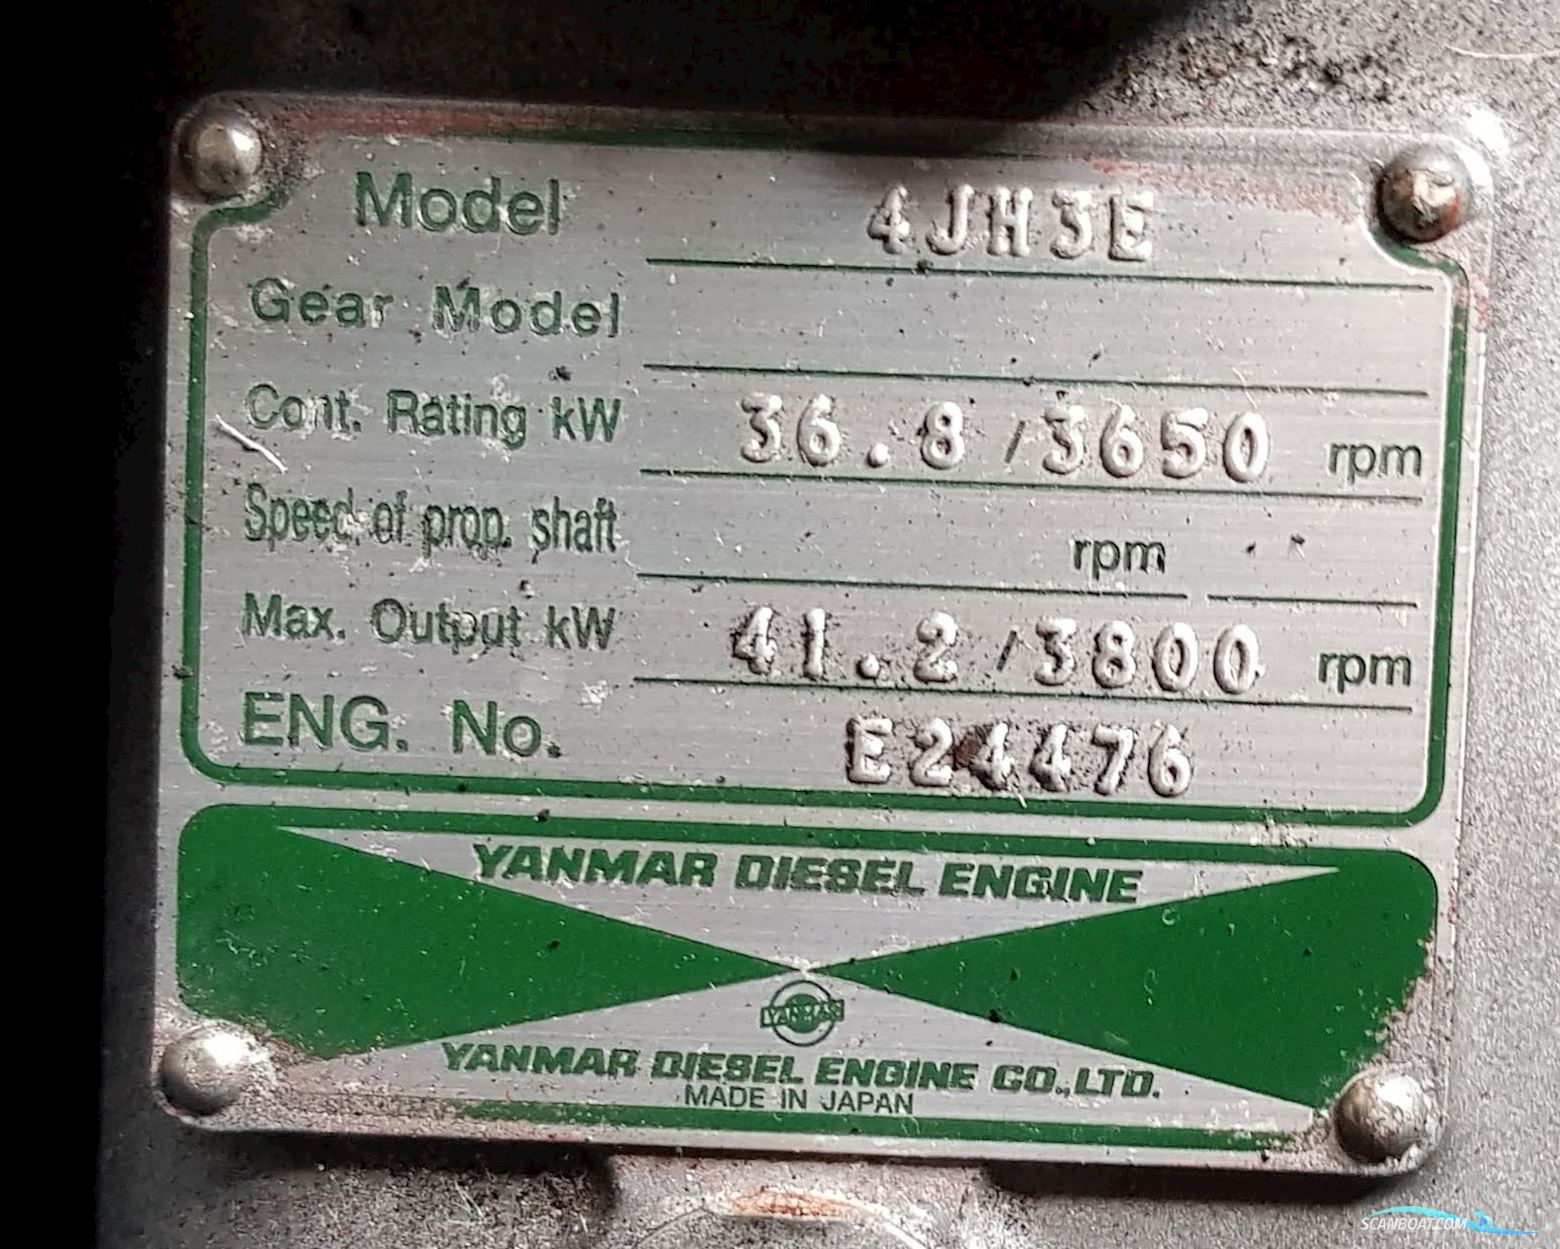 Model 4JH3E
Gear Model
Cont. Rating kW 36.8/3650 rpm
Speed of prop. shaft rpm
Max. Output kW 41.2/3800 rpm
ENG. No. E24476
YANMAR DIESEL ENGINE
YANMAR
YANMAR DIESEL ENGINE CO.,LTD.
MADE IN JAPAN
SCANBOAT.COM